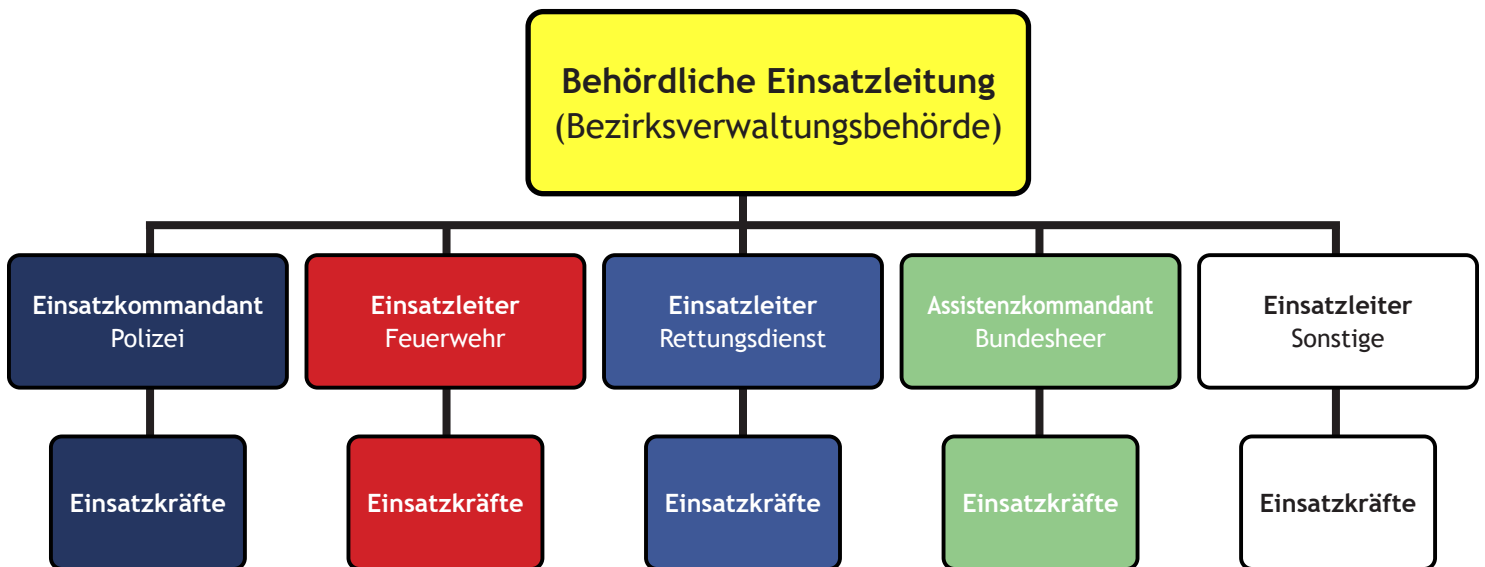 Behördliche Einsatzleitung
(Bezirksverwaltungsbehörde)
Einsatzkommandant
Polizei
Einsatzleiter
Feuerwehr
Einsatzleiter
Rettungsdienst
Assistenzkommandant
Bundesheer
Einsatzleiter
Sonstige
Einsatzkräfte
Einsatzkräfte
Einsatzkräfte
Einsatzkräfte
Einsatzkräfte